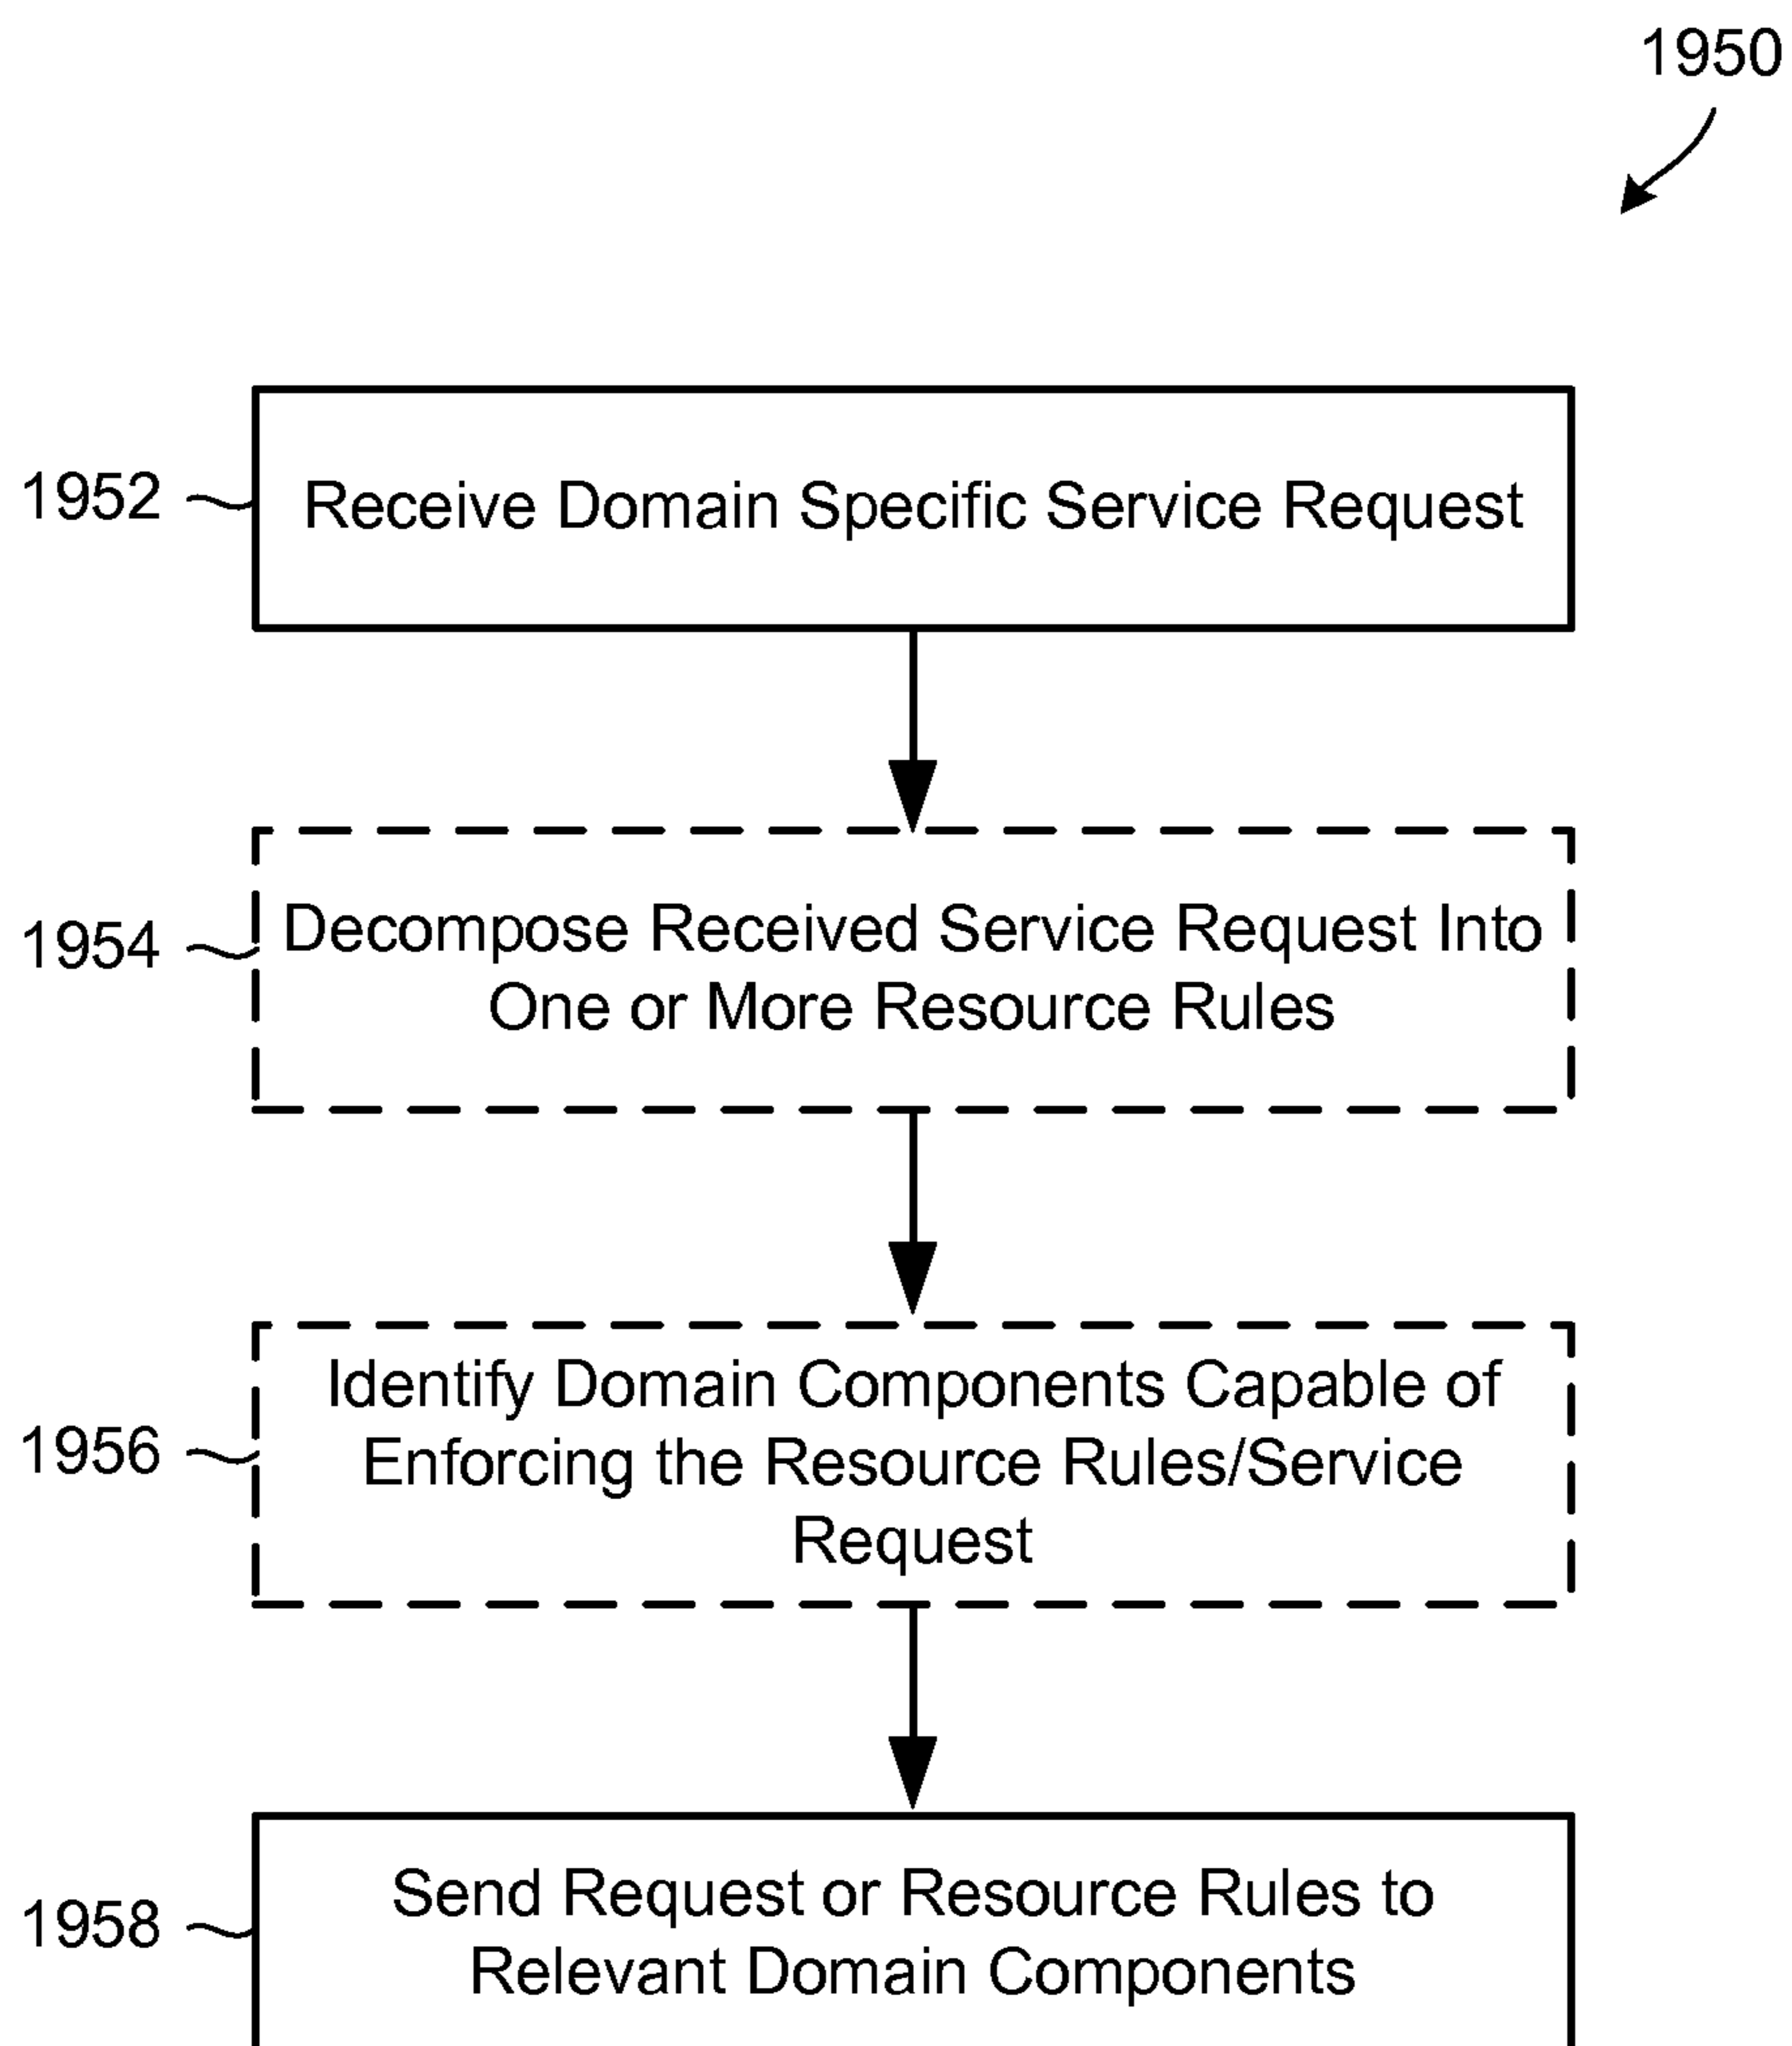 1950
1952
Receive Domain Specific Service Request
1954
Decompose Received Service Request Into
One or More Resource Rules
1956
Identify Domain Components Capable of
Enforcing the Resource Rules/Service
Request
1958
Send Request or Resource Rules to
Relevant Domain Components